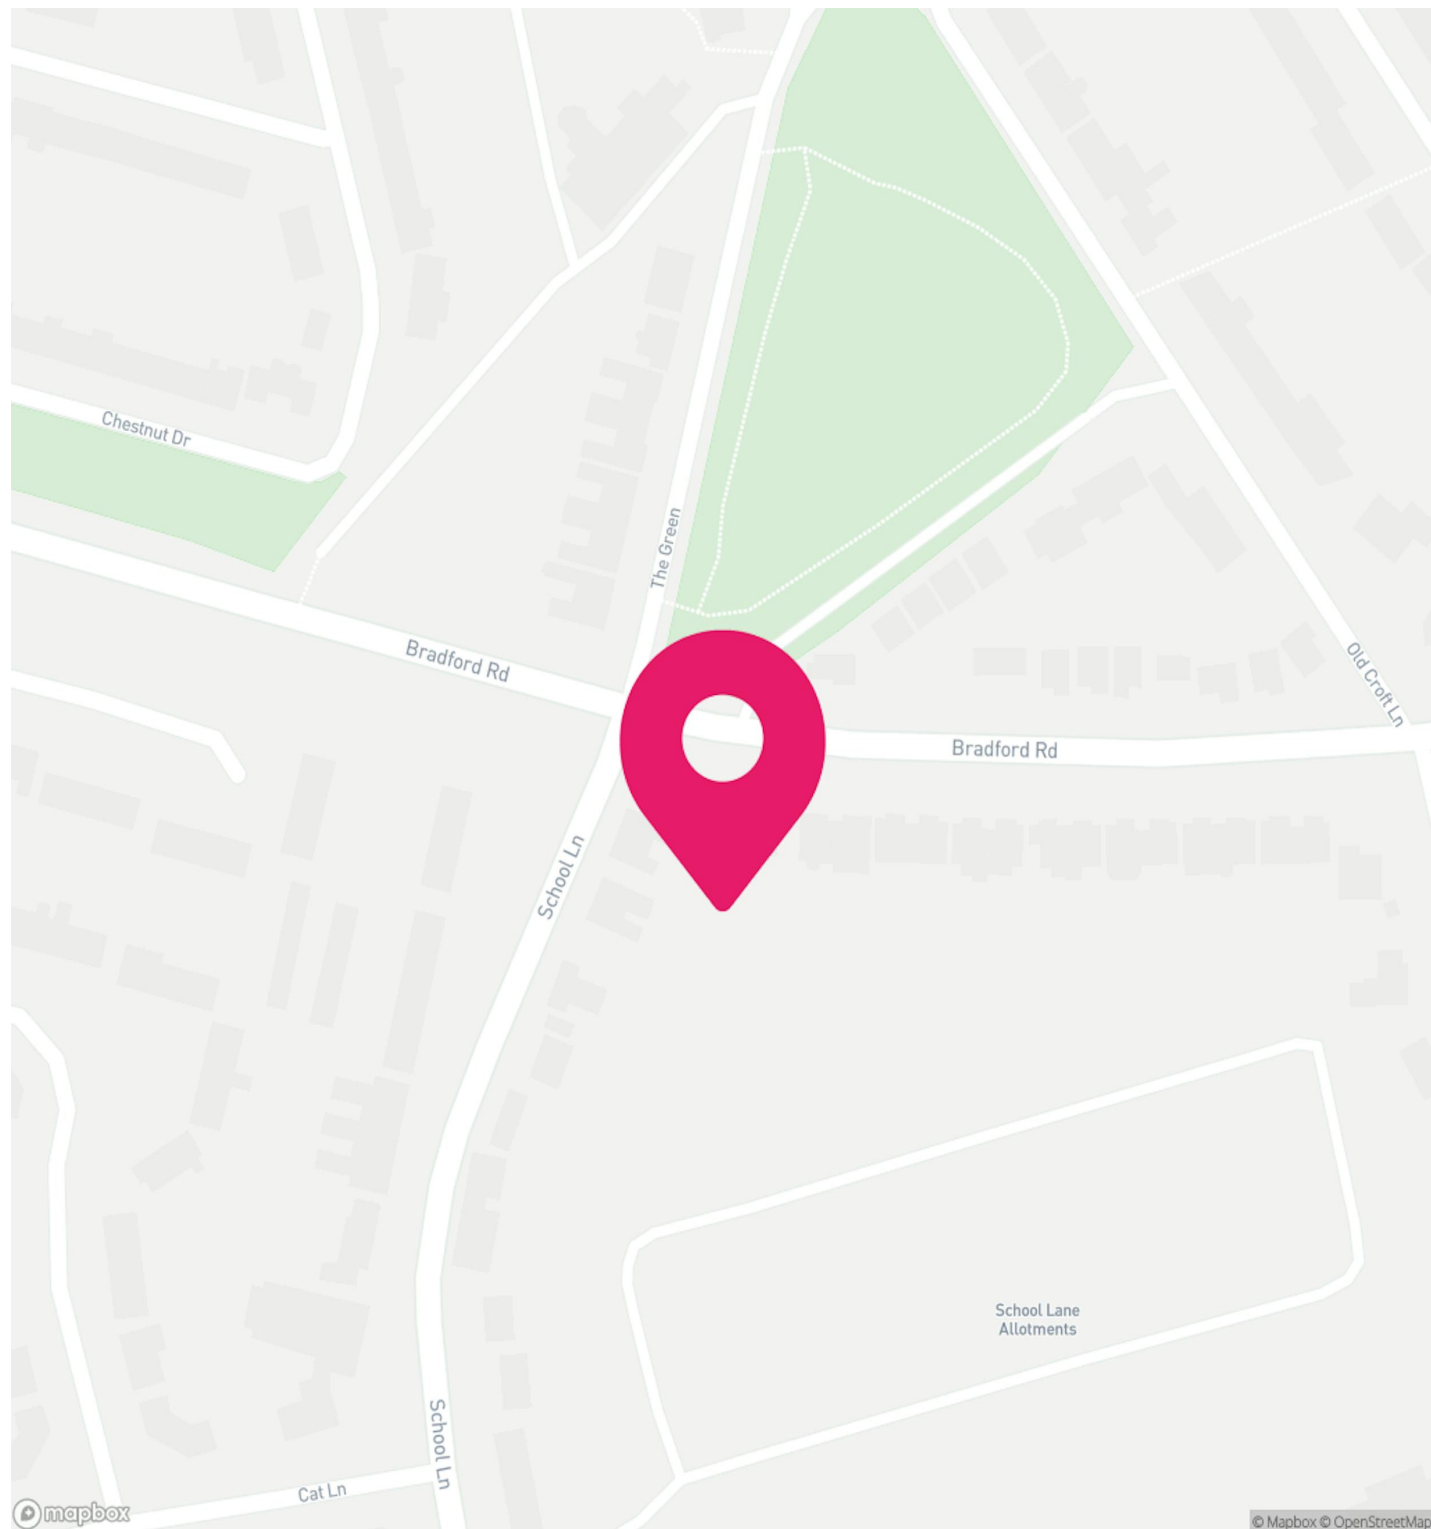 Chestnut Dr
The Green
Bradford Rd
Old Croft Ln
Bradford Rd
School Ln
School Lane
Allotments
School Ln
Cat Ln
mapbox
© Mapbox © OpenStreetMap